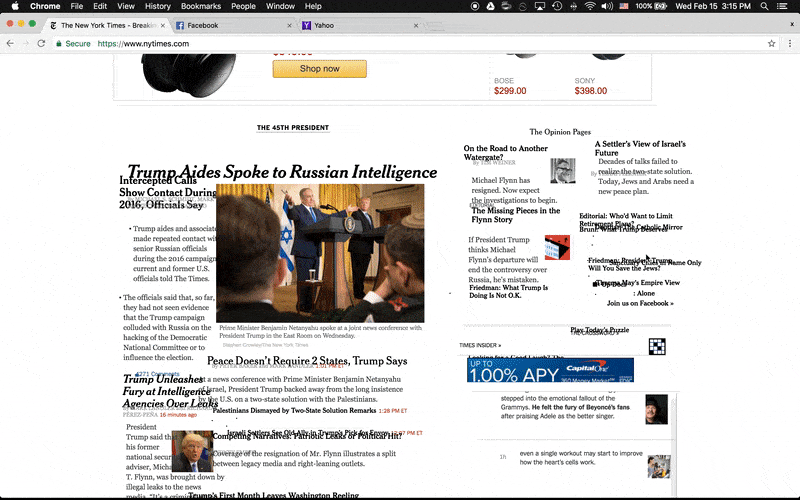 Chrome File Edit View History Bookmarks People Window Help
100% Wed Feb 15 3:15 PM
The New York Times - Breakin
Facebook
Yahoo
Secure https://www.nytimes.com
Shop now
BOSE
$299.00
SONY
$398.00
THE 45TH PRESIDENT
Trump Aides Spoke to Russian Intelligence
Intercepted Calls
Show Contact During
2016, Officials Say
• Trump aides and associates
made repeated contact with
senior Russian officials
during the 2016 campaign,
current and former U.S.
officials told The Times.
• The officials said that, so far,
they had not seen evidence
that the Trump campaign
colluded with Russia on the
hacking of the Democratic
National Committee or to
influence the election.
4271 Comments
Trump Unleashes
Fury at Intelligence
Agencies Over Leaks
18 minutes ago
President
Trump said
his former
national
adviser, Michael
T. Flynn, was brought down by
illegal leaks to the news
Prime Minister Benjamin Netanyahu spoke at a joint news conference with
President Trump in the East Room on Wednesday.
Stephen Crowley/The New York Times
Peace Doesn't Require 2 States, Trump Says
By PETER BAKER and MARK LANDLER 1:01 PM ET
At a news conference with Prime Minister Benjamin Netanyahu
of Israel, President Trump backed away from the long insistence
by the U.S. on a two-state solution with the Palestinians.
Palestinians Dismayed by Two-State Solution Remarks 1:28 PM ET
Israeli Settlers See Old Ally in Trump's Pick for Envoy 12:07 PM ET
Competing Narratives: Patriotic Leaks or Political Hit?
Coverage of the resignation of Mr. Flynn illustrates a split
between legacy media and right-leaning outlets.
Trump's First Month Leaves Washington Reeling
The Opinion Pages
On the Road to Another
Watergate?
By TIM WEINER
Michael Flynn has
resigned. Now expect
the investigations to begin.
EDITORIAL
The Missing Pieces in the
Flynn Story
If President Trump
thinks Michael
Flynn's departure will
end the controversy over
Russia, he's mistaken.
Friedman: What Trump Is
Doing Is Not O.K.
A Settler's View of Israel's
Future
Decades of talks failed to
realize the two-state solution.
Today, Jews and Arabs need a
new peace plan.
Editorial: Who'd Want to Limit
Retirement Plans?
Bruni: What Trump Deserves
Douthat: The Catholic Mirror
Friedman: President Trump,
Will You Save the Jews?
Sanctuary Cities in Name Only
Theresa May's Empire View
Op-Docs
: Alone
Join us on Facebook »
Play Today's Puzzle
THE CROSSWORD »
TIMES INSIDER »
Looking for a Good Laugh? The
UP TO
1.00% APY
Capital One
360 Money Market
stepped into the emotional fallout of the
Grammys. He felt the fury of Beyoncé's fans
after praising Adele as the better singer.
1h
even a single workout may start to improve
how the heart's cells work.